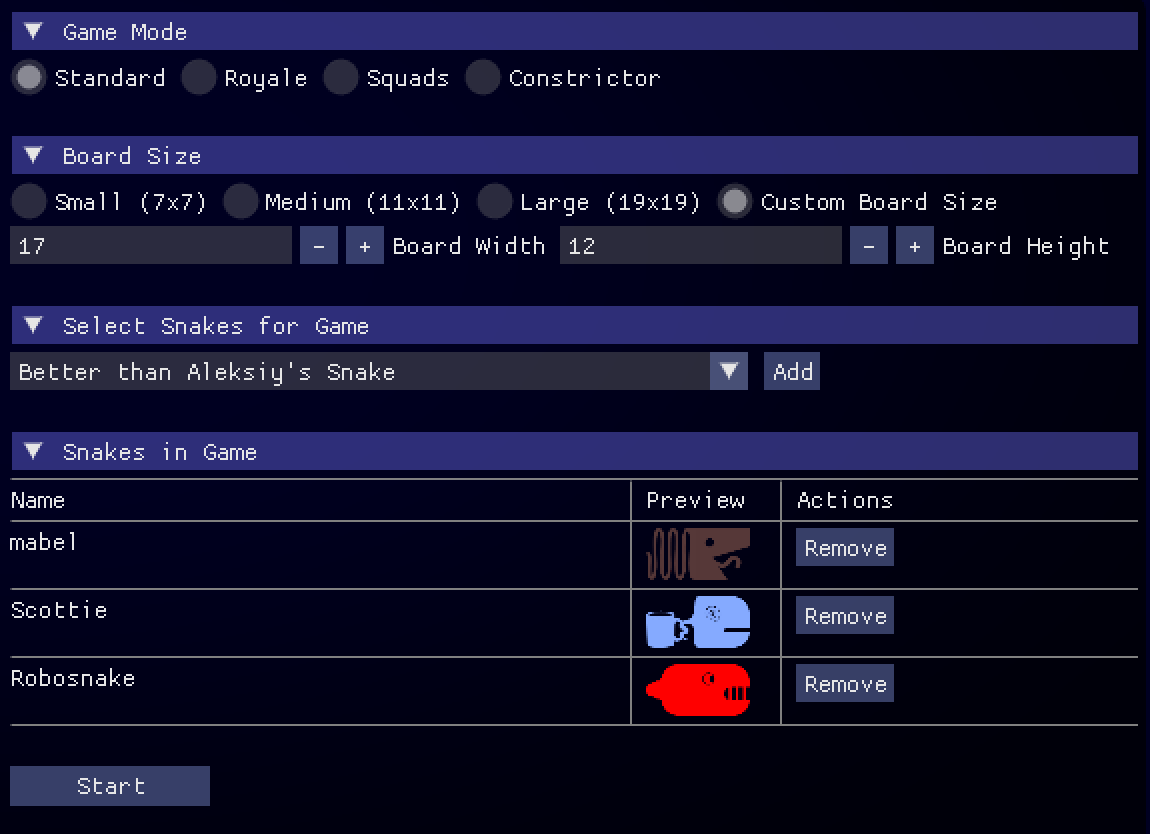 Game Mode
Standard Royale Squads Constrictor
Board Size
Small (7x7) Medium (11x11) Large (19x19) Custom Board Size
17 - + Board Width 12 - + Board Height
Select Snakes for Game
Better than Aleksiy's Snake Add
Snakes in Game
Name Preview Actions
mabel Remove
Scottie Remove
Robosnake Remove
Start